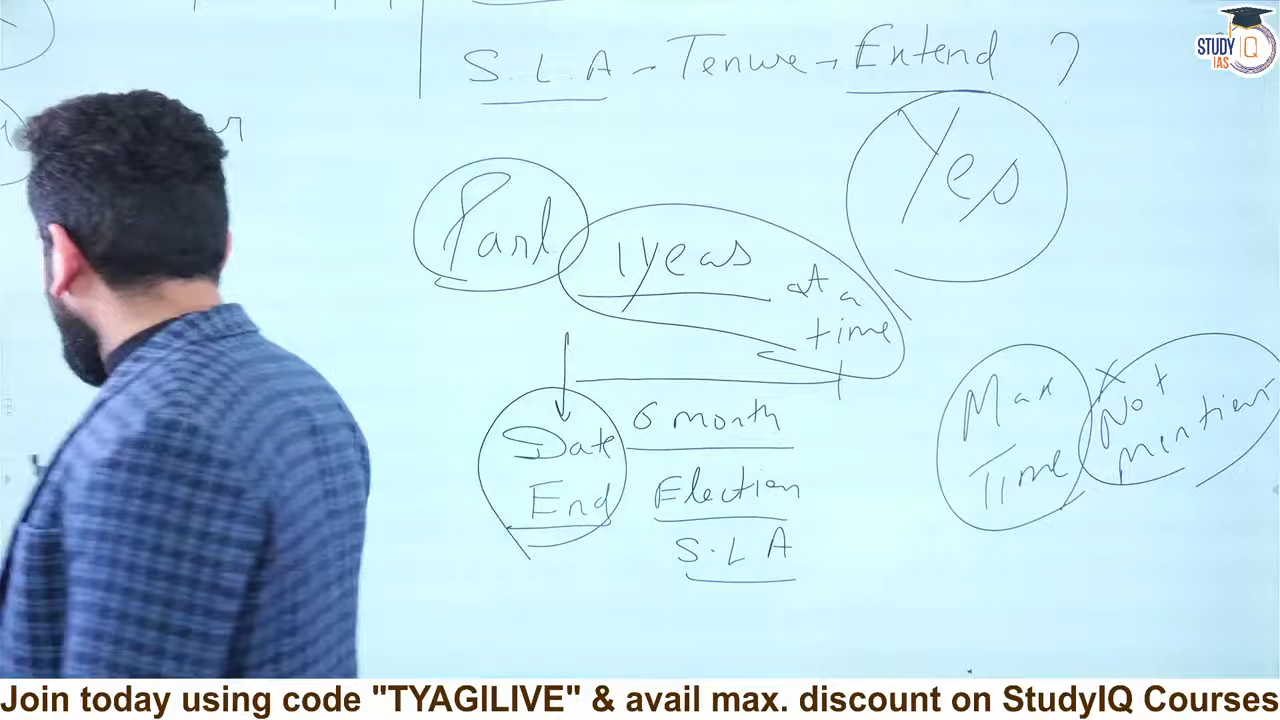 S.L.A - Tenure → Extend ?
Yes
Parl 1 years at a time
Date End
6 month
Election
S.L.A
Max Time
Not mention
STUDY IQ
IAS
Join today using code "TYAGILIVE" & avail max. discount on StudyIQ Courses